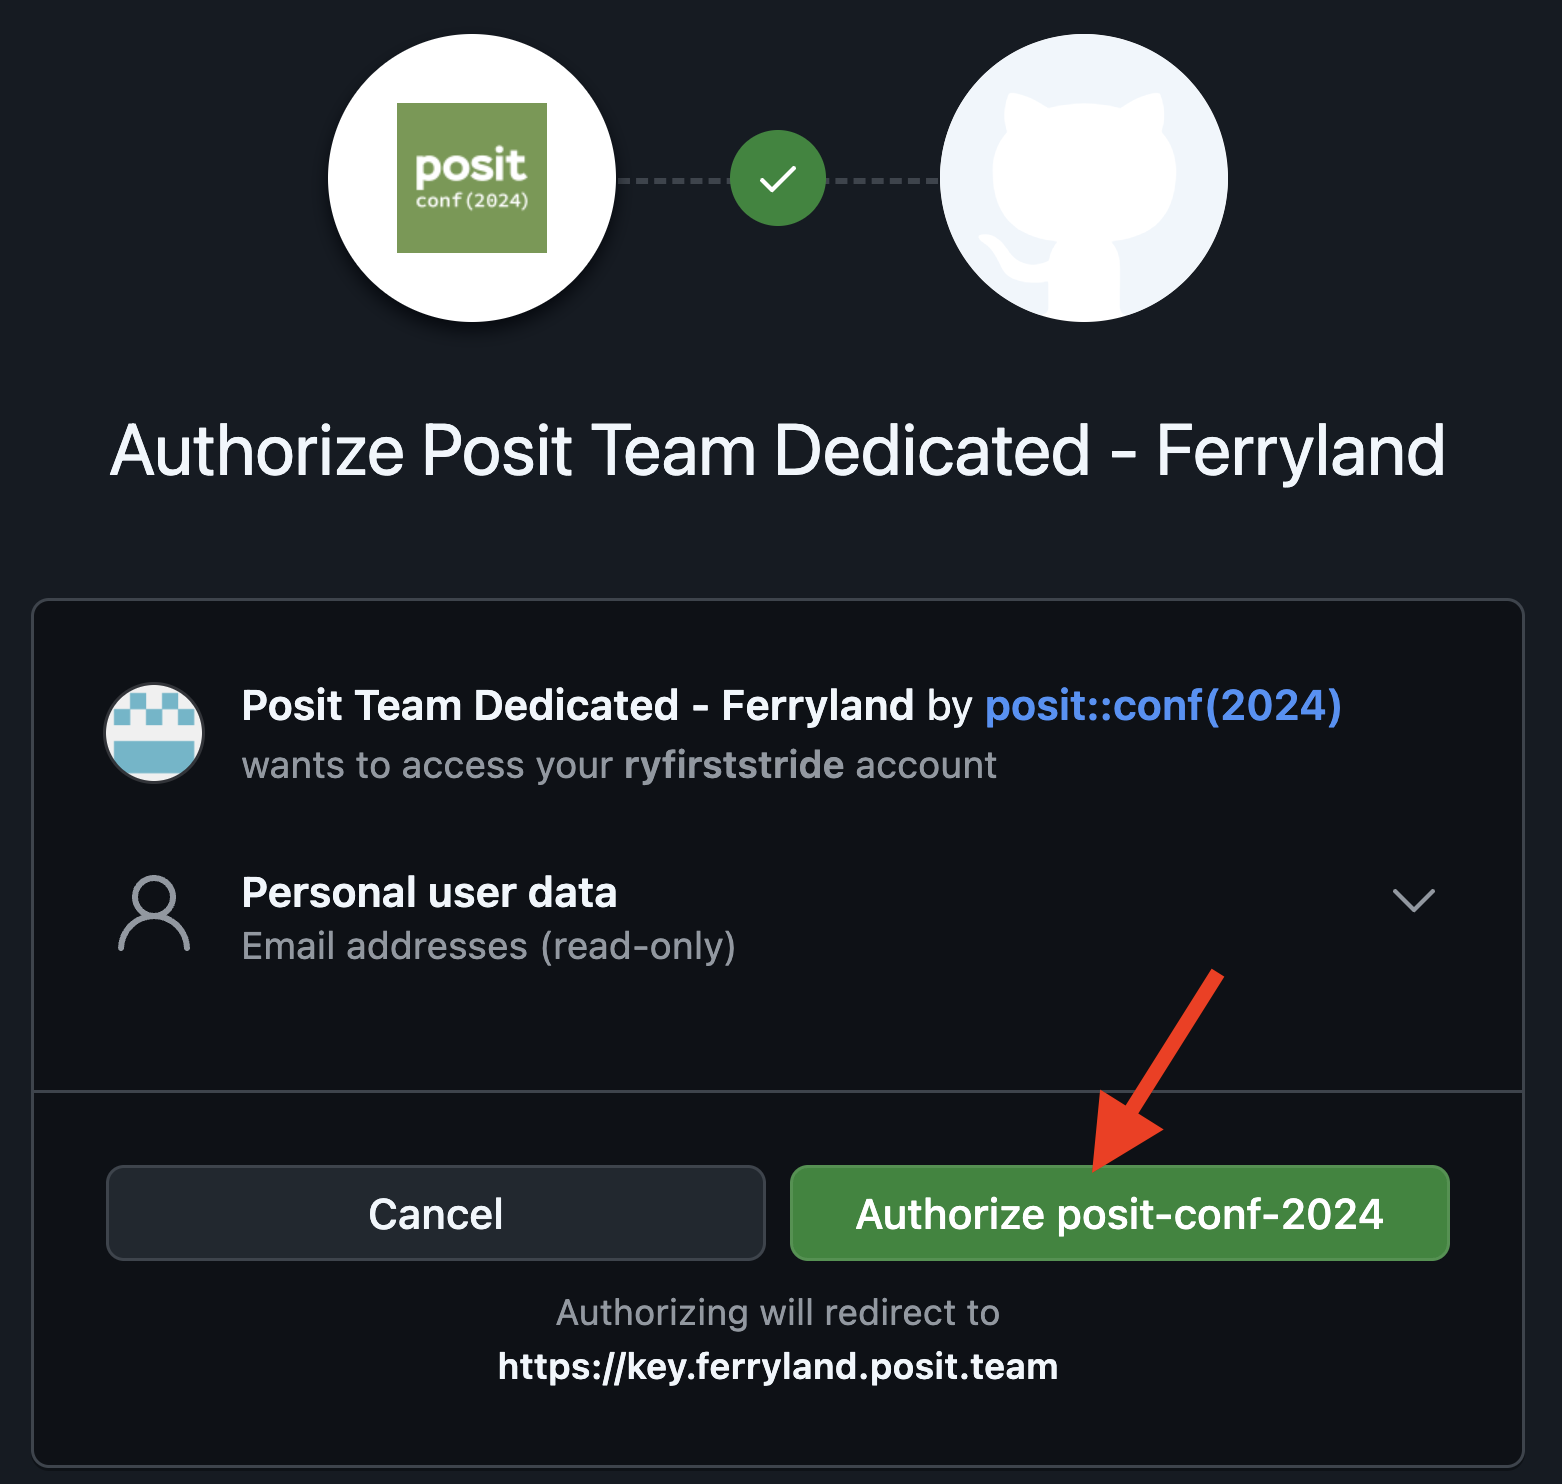 posit
conf(2024)
Authorize Posit Team Dedicated - Ferryland
Posit Team Dedicated - Ferryland by posit::conf(2024)
wants to access your ryfirststride account
Personal user data
Email addresses (read-only)
Cancel
Authorize posit-conf-2024
Authorizing will redirect to
https://key.ferryland.posit.team